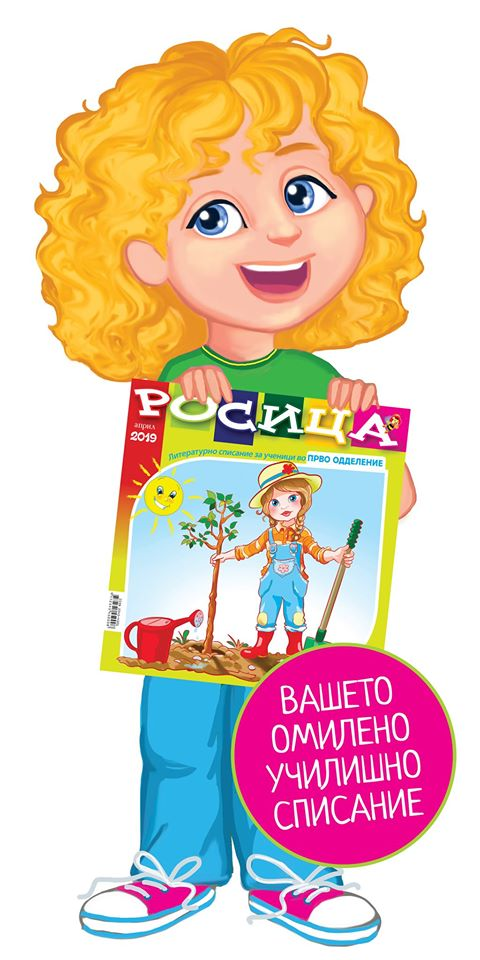 РОСИЦА
април
2019
Литературно списание за ученици во ПРВО ОДДЕЛЕНИЕ
ВАШЕТО
ОМИЛЕНО
УЧИЛИШНО
СПИСАНИЕ